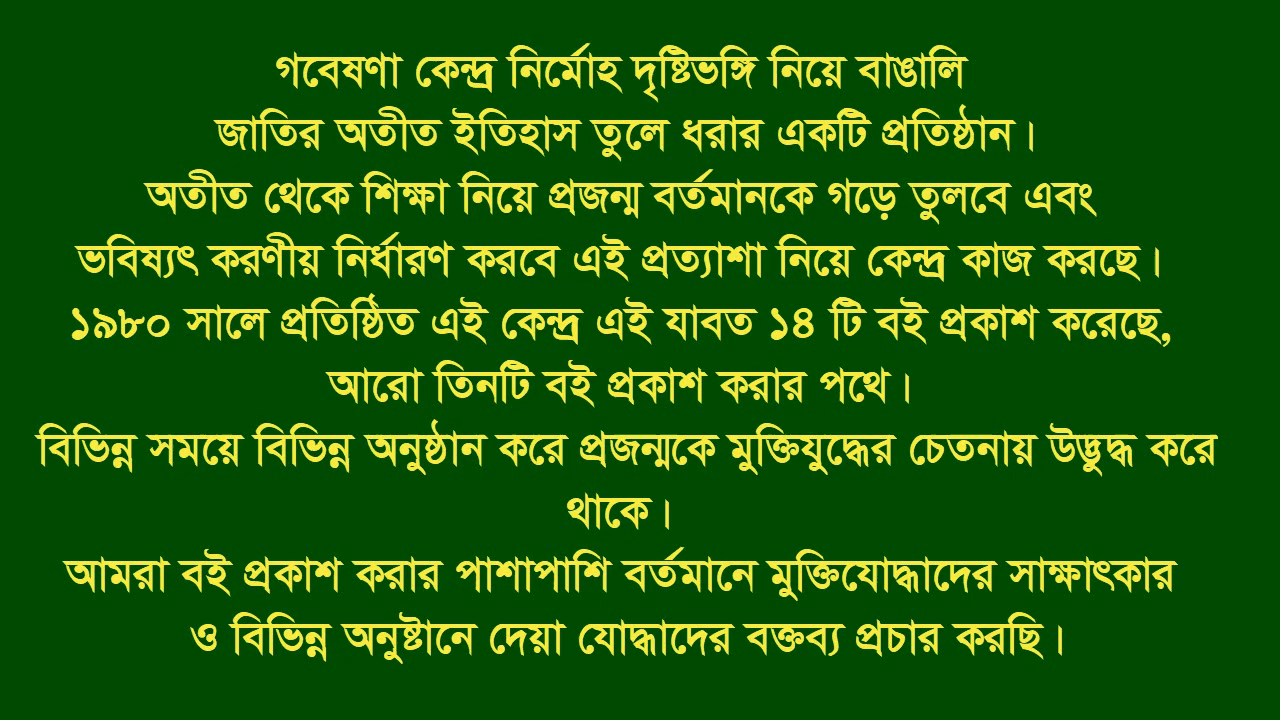 গবেষণা কেন্দ্র নির্মোহ দৃষ্টিভঙ্গি নিয়ে বাঙালি
জাতির অতীত ইতিহাস তুলে ধরার একটি প্রতিষ্ঠান।
অতীত থেকে শিক্ষা নিয়ে প্রজন্ম বর্তমানকে গড়ে তুলবে এবং
ভবিষ্যৎ করণীয় নির্ধারণ করবে এই প্রত্যাশা নিয়ে কেন্দ্র কাজ করছে।
১৯৮০ সালে প্রতিষ্ঠিত এই কেন্দ্র এই যাবত ১৪ টি বই প্রকাশ করেছে,
আরো তিনটি বই প্রকাশ করার পথে।
বিভিন্ন সময়ে বিভিন্ন অনুষ্ঠান করে প্রজন্মকে মুক্তিযুদ্ধের চেতনায় উদ্ভুদ্ধ করে
থাকে।
আমরা বই প্রকাশ করার পাশাপাশি বর্তমানে মুক্তিযোদ্ধাদের সাক্ষাৎকার
ও বিভিন্ন অনুষ্টানে দেয়া যোদ্ধাদের বক্তব্য প্রচার করছি।